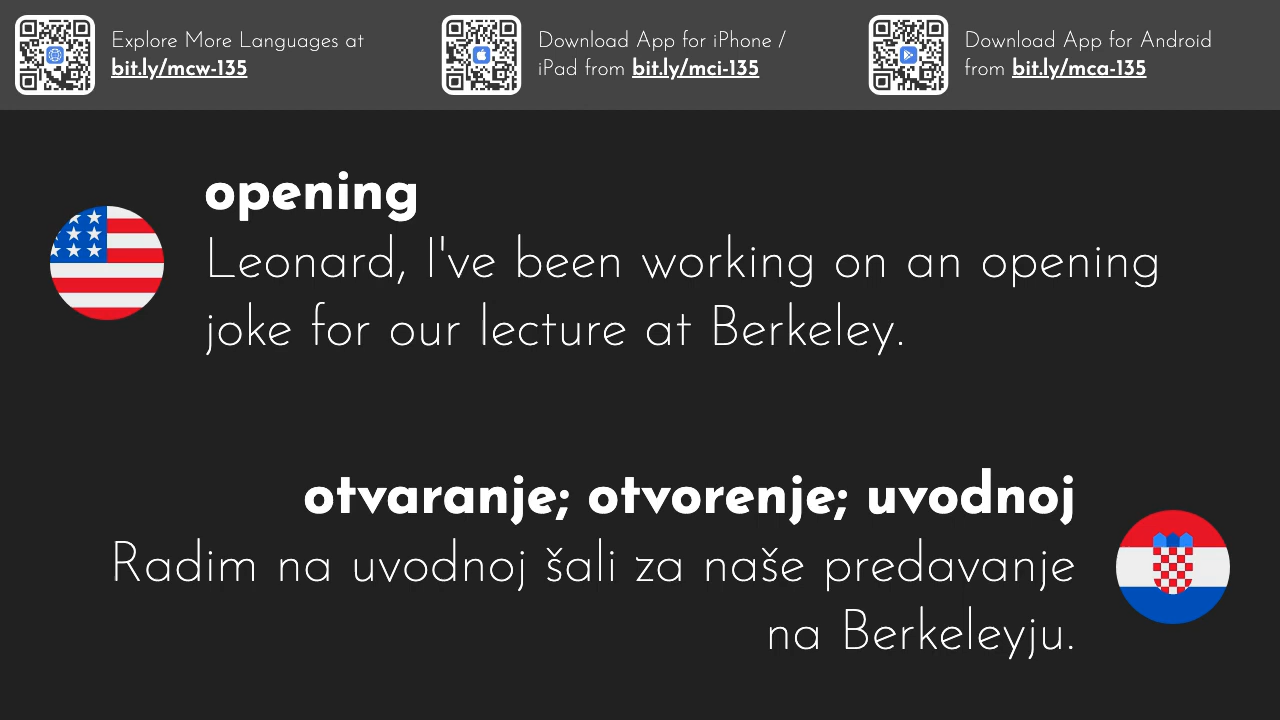 Explore More Languages at
bit.ly/mcw-135
Download App for iPhone /
iPad from bit.ly/mci-135
Download App for Android
from bit.ly/mca-135
opening
Leonard, I've been working on an opening
joke for our lecture at Berkeley.
otvaranje; otvorenje; uvodnoj
Radim na uvodnoj šali za naše predavanje
na Berkeleyju.